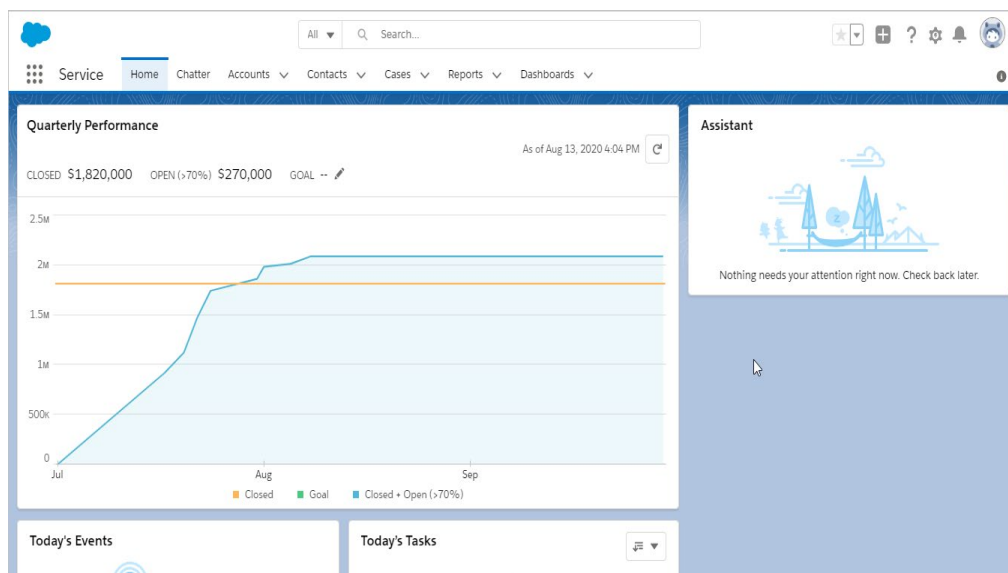 All Search...
Service Home Chatter Accounts Contacts Cases Reports Dashboards
Quarterly Performance
As of Aug 13, 2020 4:04 PM
CLOSED $1,820,000 OPEN (>70%) $270,000 GOAL --
2.5M
2M
1.5M
1M
500K
0
Jul Aug Sep
Closed Goal Closed + Open (>70%)
Assistant
z
Nothing needs your attention right now. Check back later.
Today's Events
Today's Tasks